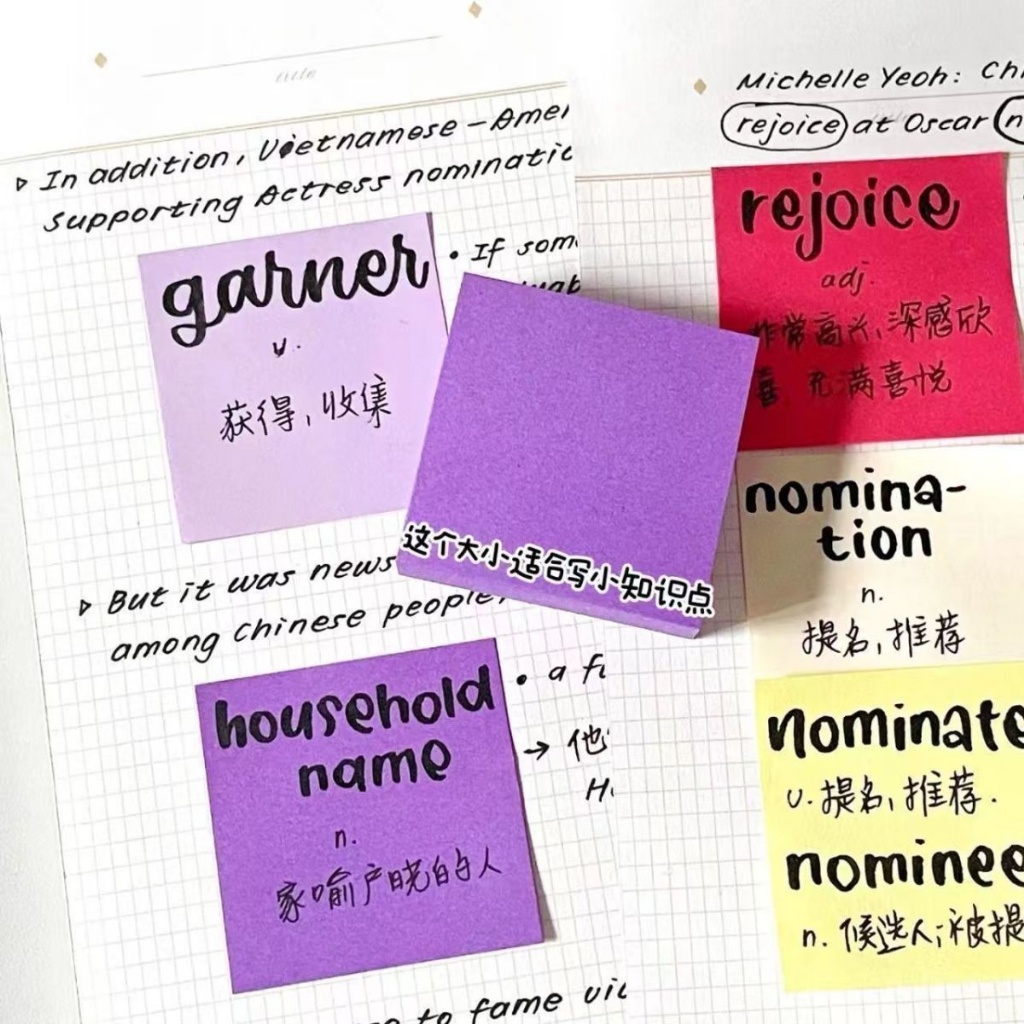 title
▹ In addition, Vietnamese-Amer
Supporting Actress nominatio
garner
v.
获得,收集
• If som
▹ But it was news
among Chinese people,
household
name
n.
家喻户晓的人
• a fi
→ 他
H
to fame vic
这个大小适合写小知识点
Michelle Yeoh: Chi
rejoice at Oscar n
rejoice
adj.
非常高兴,深感欣
喜 充满喜悦
nomina-
tion
n.
提名,推荐
nominate
v.提名,推荐.
nominee
n. 候选人;被提